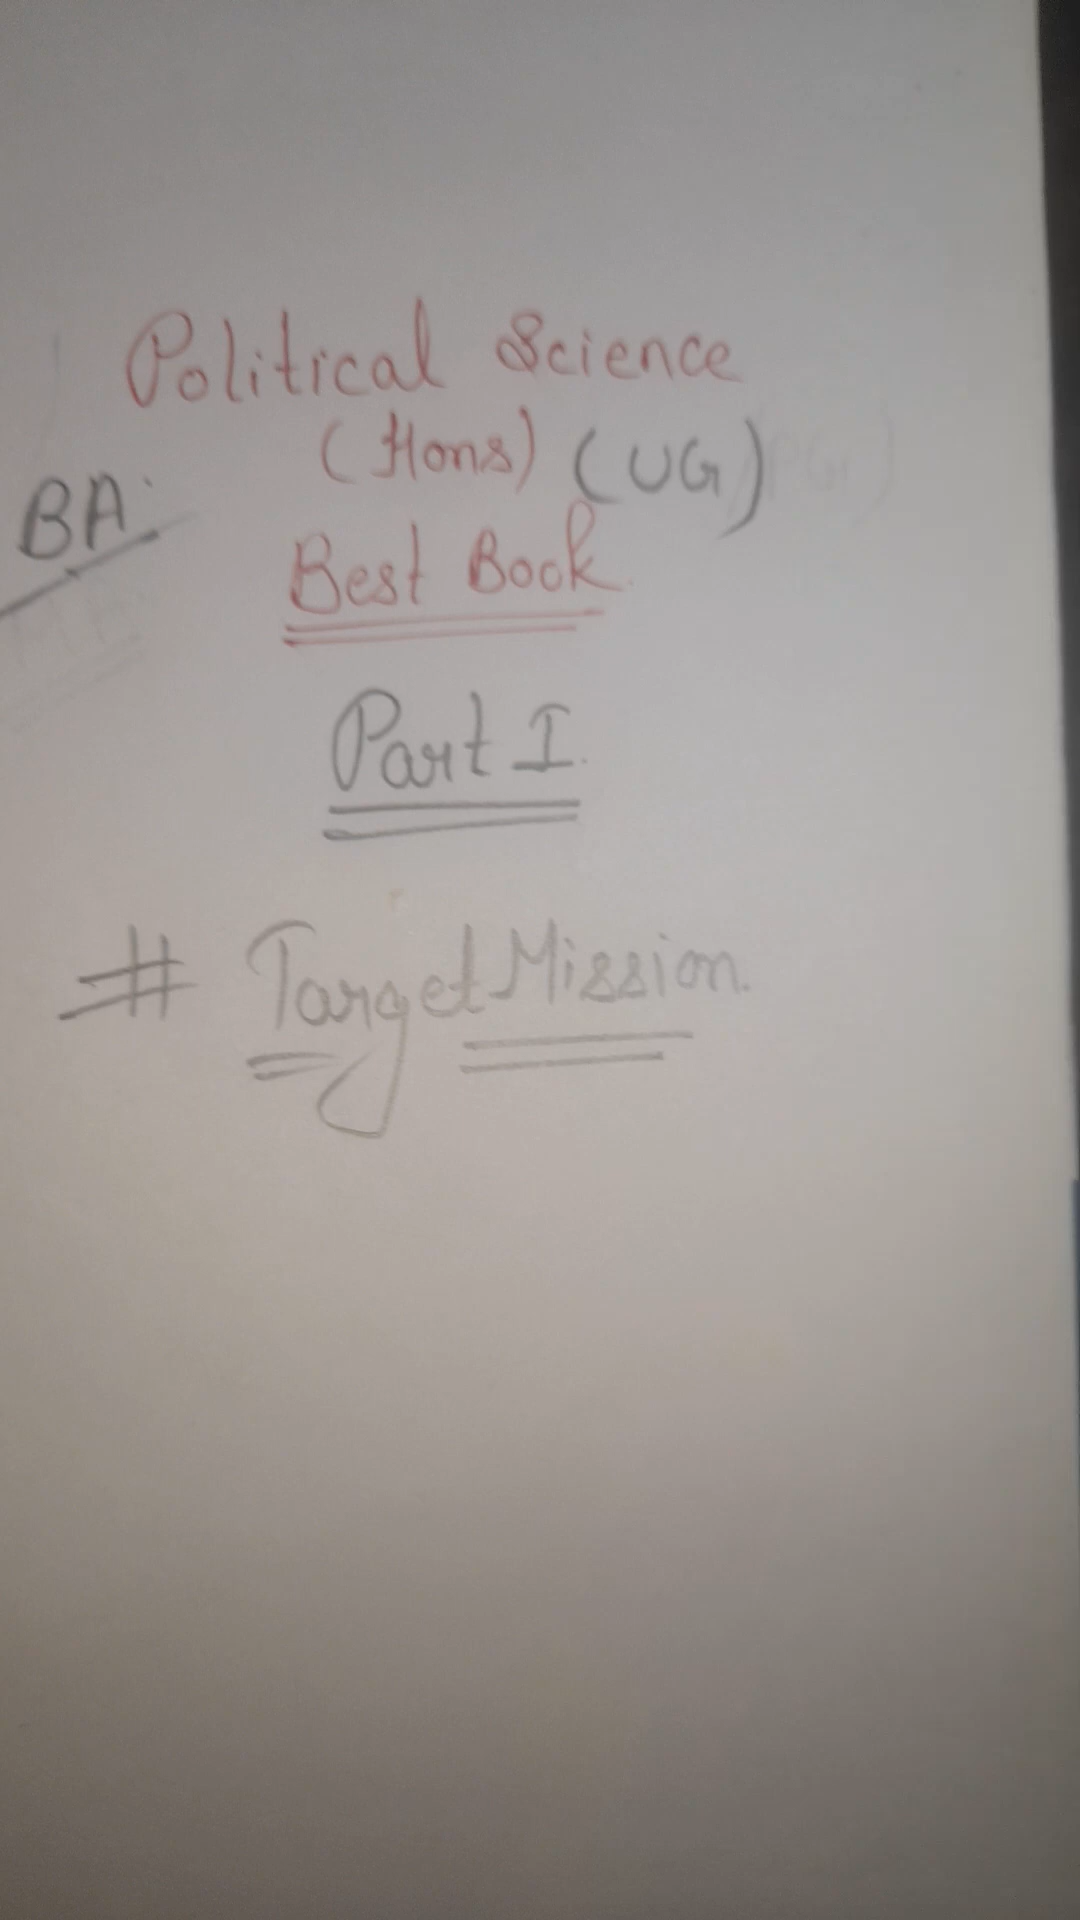 Political Science
(Hons) (UG)
BA.
Best Book.
Part I.
# Target Mission.